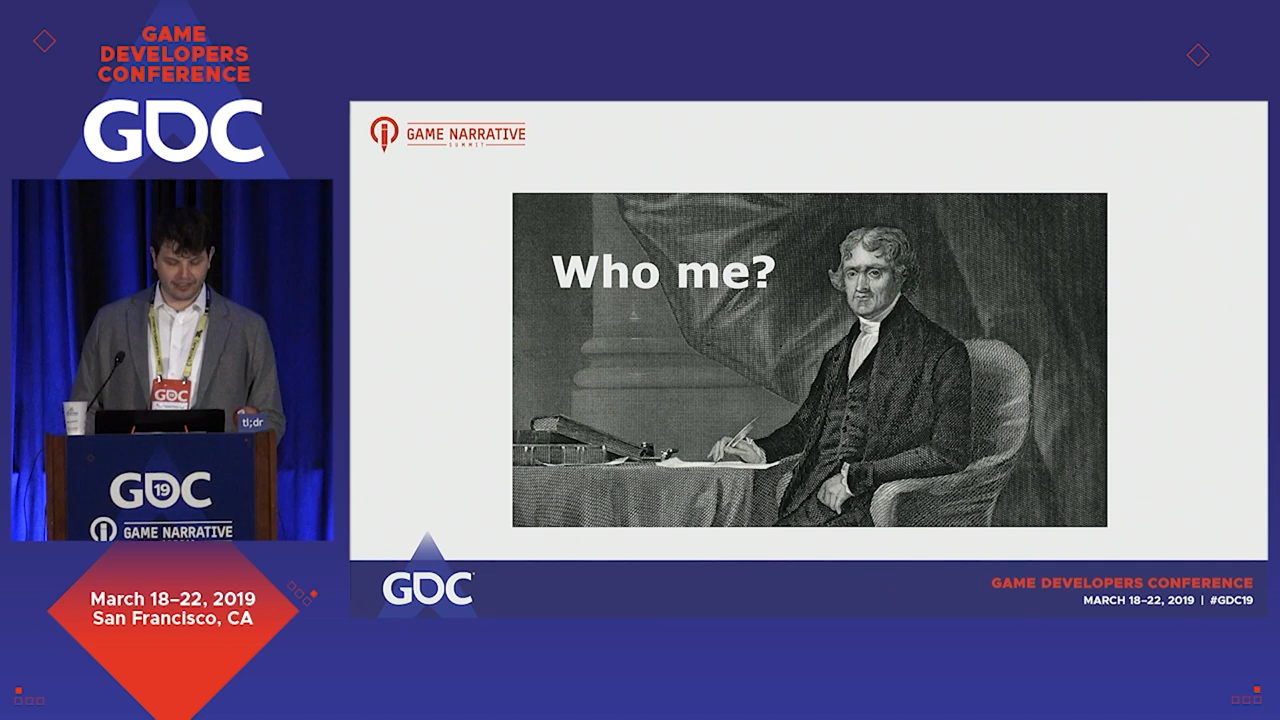 GAME
DEVELOPERS
CONFERENCE
GDC
GAME NARRATIVE
SUMMIT
Who me?
GDC
tl;dr
GDC
19
GAME NARRATIVE
March 18–22, 2019
San Francisco, CA
GDC
GAME DEVELOPERS CONFERENCE
MARCH 18–22, 2019 | #GDC19